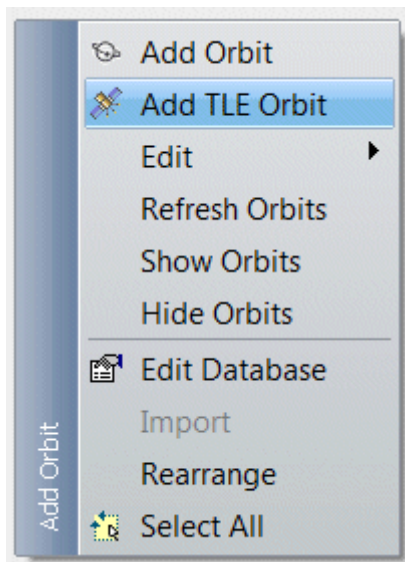 Add Orbit
Add TLE Orbit
Edit
Refresh Orbits
Show Orbits
Hide Orbits
Edit Database
Import
Rearrange
Select All
Add Orbit